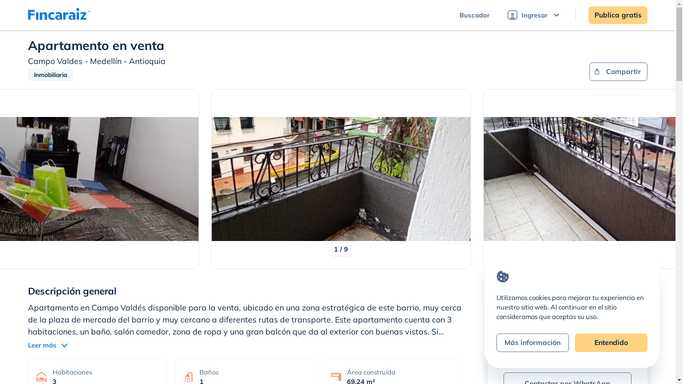 Fincaraiz
Buscador
Ingresar
Publica gratis
Apartamento en venta
Campo Valdes - Medellín - Antioquia
Inmobiliaria
Compartir
1 / 9
Descripción general
Apartamento en Campo Valdés disponible para la venta, ubicado en una zona estratégica de este barrio, muy cerca
de la plaza de mercado del barrio y muy cercano a diferentes rutas de transporte. Este apartamento cuenta con 3
habitaciones, un baño, salón comedor, zona de ropa y una gran balcón que da al exterior con buenas vistas. Si...
Leer más
Habitaciones
3
Baños
1
Área construida
69.24 m²
Utilizamos cookies para mejorar tu experiencia en
nuestro sitio web. Al continuar en el sitio
consideramos que aceptas su uso.
Más información
Entendido
Contactar por WhatsApp